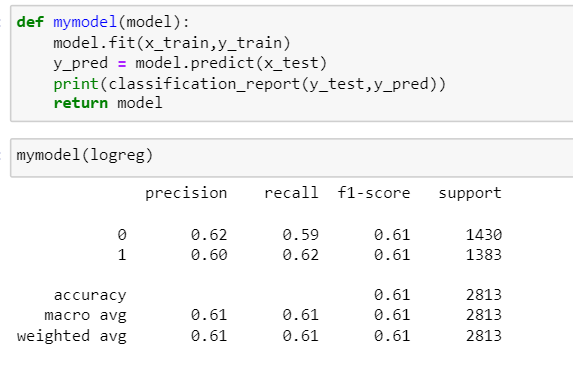 def mymodel(model):
    model.fit(x_train,y_train)
    y_pred = model.predict(x_test)
    print(classification_report(y_test,y_pred))
    return model
mymodel(logreg)
              precision    recall  f1-score   support
           0       0.62      0.59      0.61      1430
           1       0.60      0.62      0.61      1383
    accuracy                           0.61      2813
   macro avg       0.61      0.61      0.61      2813
weighted avg       0.61      0.61      0.61      2813